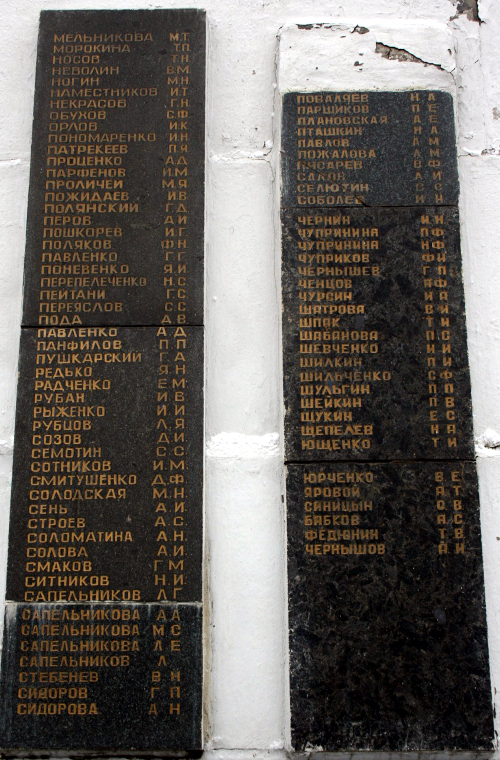 МЕЛЬНИКОВА М.Т.
МОРОКИНА Т.П.
НОСОВ Т.Н.
НЕВОЛИН В.М.
НОГИН М.Н.
НАМЕСТНИКОВ И.Т.
НЕКРАСОВ Г.Н.
ОБУХОВ С.Ф.
ОРЛОВ И.К.
ПОНОМАРЕНКО И.Н.
ПАТРЕКЕЕВ П.Я.
ПРОЦЕНКО А.Д.
ПАРФЕНОВ И.М.
ПРОЛИЧЕЙ М.Я.
ПОЖИДАЕВ И.В.
ПОЛЯНСКИЙ Г.Д.
ПЕРОВ Д.И.
ПОШКОРЕВ И.Г.
ПОЛЯКОВ Ф.Н.
ПАВЛЕНКО Г.Г.
ПОНЕВЕНКО Я.И.
ПЕРЕПЕЛЕЧЕНКО Н.С.
ПЕЙТАНИ Г.С.
ПЕРЕЯСЛОВ С.С.
ПОДА А.В.
ПАВЛЕНКО А.Д.
ПАНФИЛОВ П.П.
ПУШКАРСКИЙ Г.А.
РЕДЬКО Я.Н.
РАДЧЕНКО Е.М.
РУБАН И.В.
РЫЖЕНКО И.И.
РУБЦОВ Л.Я.
СОЗОВ Д.И.
СЕМОТИН С.С.
СОТНИКОВ И.М.
СМИТУШЕНКО Д.Ф.
СОЛОДСКАЯ М.Н.
СЕНЬ А.И.
СТРОЕВ А.С.
СОЛОМАТИНА А.Н.
СОЛОВА А.И.
СМАКОВ Г.М.
СИТНИКОВ Н.И.
САПЕЛЬНИКОВ Л.Г.
САПЕЛЬНИКОВА А.А.
САПЕЛЬНИКОВА М.С.
САПЕЛЬНИКОВА Л.Е.
САПЕЛЬНИКОВ Л.
СТЕБЕНЕВ В.Н.
СИДОРОВ Г.П.
СИДОРОВА А.Н.
ПОВАЛЯЕВ Н.А.
ПАРШИКОВ П.Е.
ПЛАНОВСКАЯ А.Е.
ПТАШКИН Н.А.
ПАВЛОВ А.М.
ПОЖАЛОВА Л.М.
ПИСАРЕВ
А.И.
СЕЛЮТИН С.С.
СОБОЛЕВ И.Н.
ЧЕРНИН И.И.
ЧУПРИНИНА П.Ф.
ЧУПРИНИНА Н.Ф.
ЧУПРИКОВ Ф.И.
ЧЕРНЫШЕВ Г.П.
ЧЕНЦОВ Я.Ф.
ЧУРСИН И.А.
ШАТРОВА В.И.
ШПАК Т.И.
ШАБАНОВА П.С.
ШЕВЧЕНКО И.И.
ШИЛКИН Г.И.
ШИЛЬЧЕНКО С.Ф.
ШУЛЬГИН П.П.
ШЕЙКИН П.В.
ЩУКИН Е.С.
ЩЕПЕЛЕВ Н.А.
ЮЩЕНКО Т.И.
ЮРЧЕНКО В.Е.
ЯРОВОЙ А.Т.
СИНИЦЫН О.В.
БЯБКОВ Я.С.
ФЕДЮНИН Т.В.
ЧЕРНЫШОВ А.И.